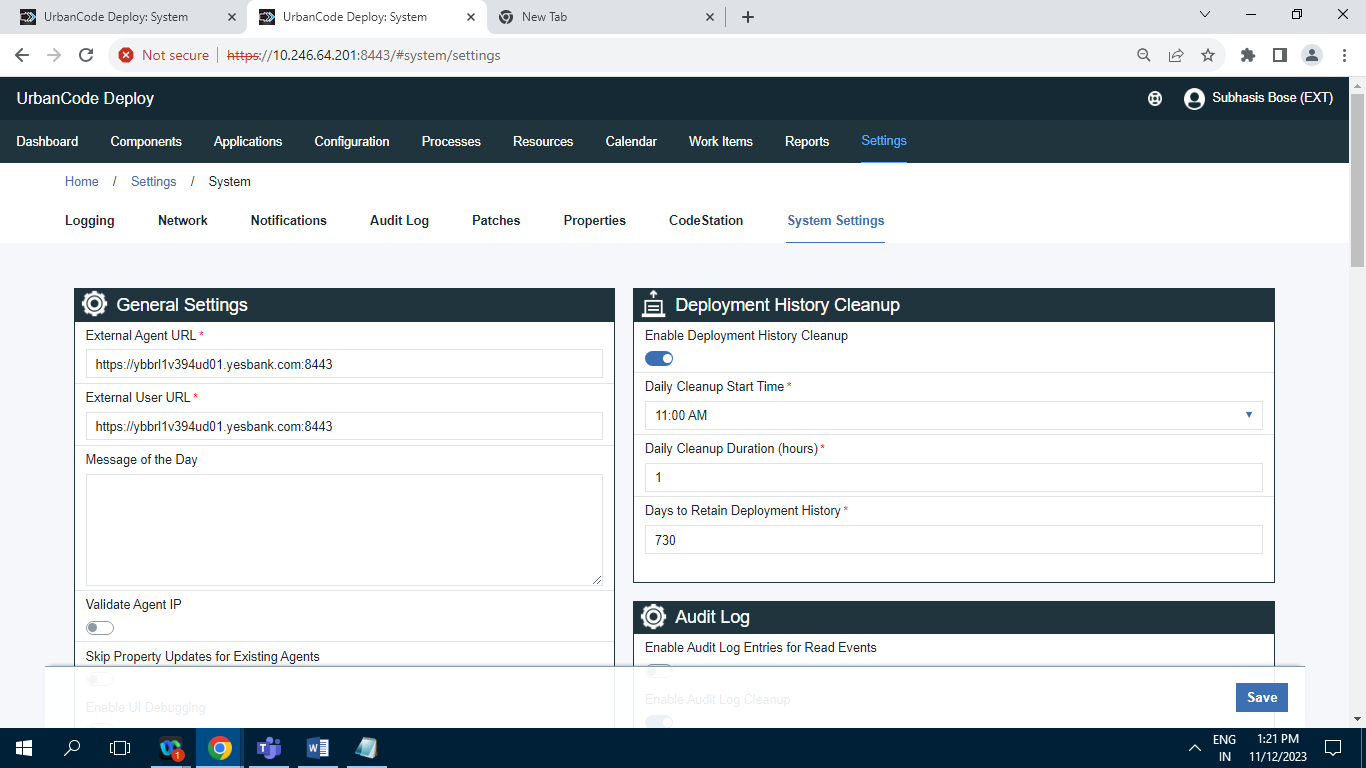 UrbanCode Deploy: System
UrbanCode Deploy: System
New Tab
Not secure
https://10.246.64.201:8443/#system/settings
UrbanCode Deploy
Subhasis Bose (EXT)
Dashboard Components Applications Configuration Processes Resources Calendar Work Items Reports Settings
Home / Settings / System
Logging Network Notifications Audit Log Patches Properties CodeStation System Settings
General Settings
External Agent URL *
https://ybbrl1v394ud01.yesbank.com:8443
External User URL *
https://ybbrl1v394ud01.yesbank.com:8443
Message of the Day
Validate Agent IP
Skip Property Updates for Existing Agents
Enable UI Debugging
Deployment History Cleanup
Enable Deployment History Cleanup
Daily Cleanup Start Time *
11:00 AM
Daily Cleanup Duration (hours) *
1
Days to Retain Deployment History *
730
Audit Log
Enable Audit Log Entries for Read Events
Enable Audit Log Cleanup
Save
1
ENG
IN
1:21 PM
11/12/2023